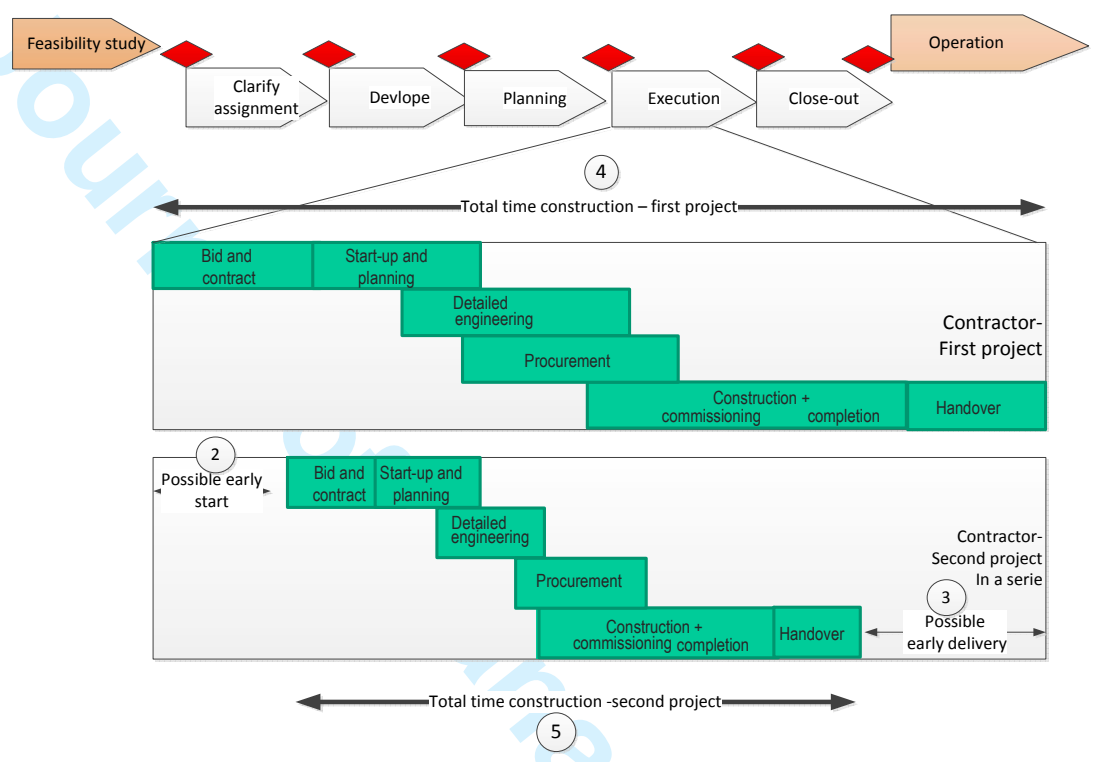 Feasibility study
Operation
Clarify
assignment
Devlope
Planning
Execution
Close-out
4
Total time construction – first project
Bid and
contract
Start-up and
planning
Detailed
engineering
Procurement
Contractor-
First project
Construction +
commissioning completion
Handover
2
Possible early
start
Bid and
contract
Start-up and
planning
Detailed
engineering
Procurement
Contractor-
Second project
In a serie
3
Possible
early delivery
Construction +
commissioning completion
Handover
Total time construction -second project
5